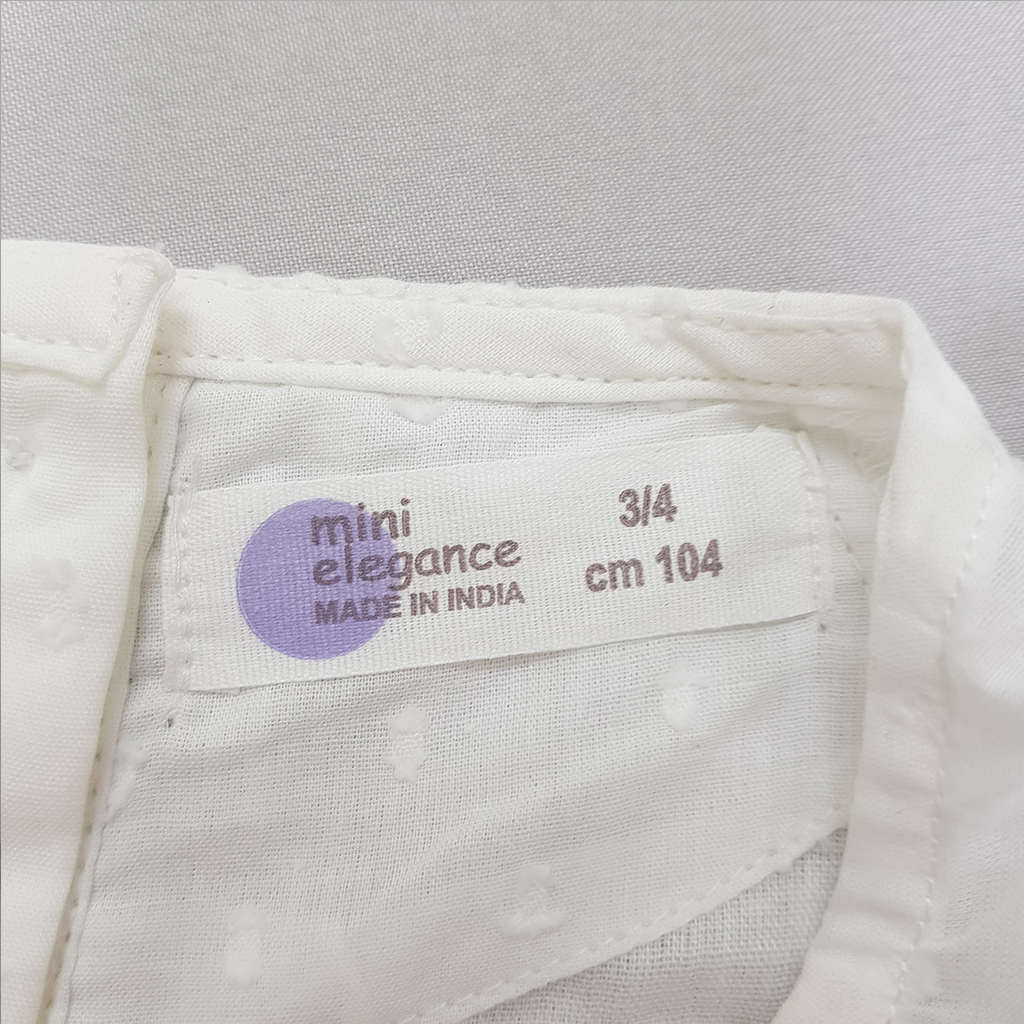 mini
elegance
MADE IN INDIA
3/4
cm 104